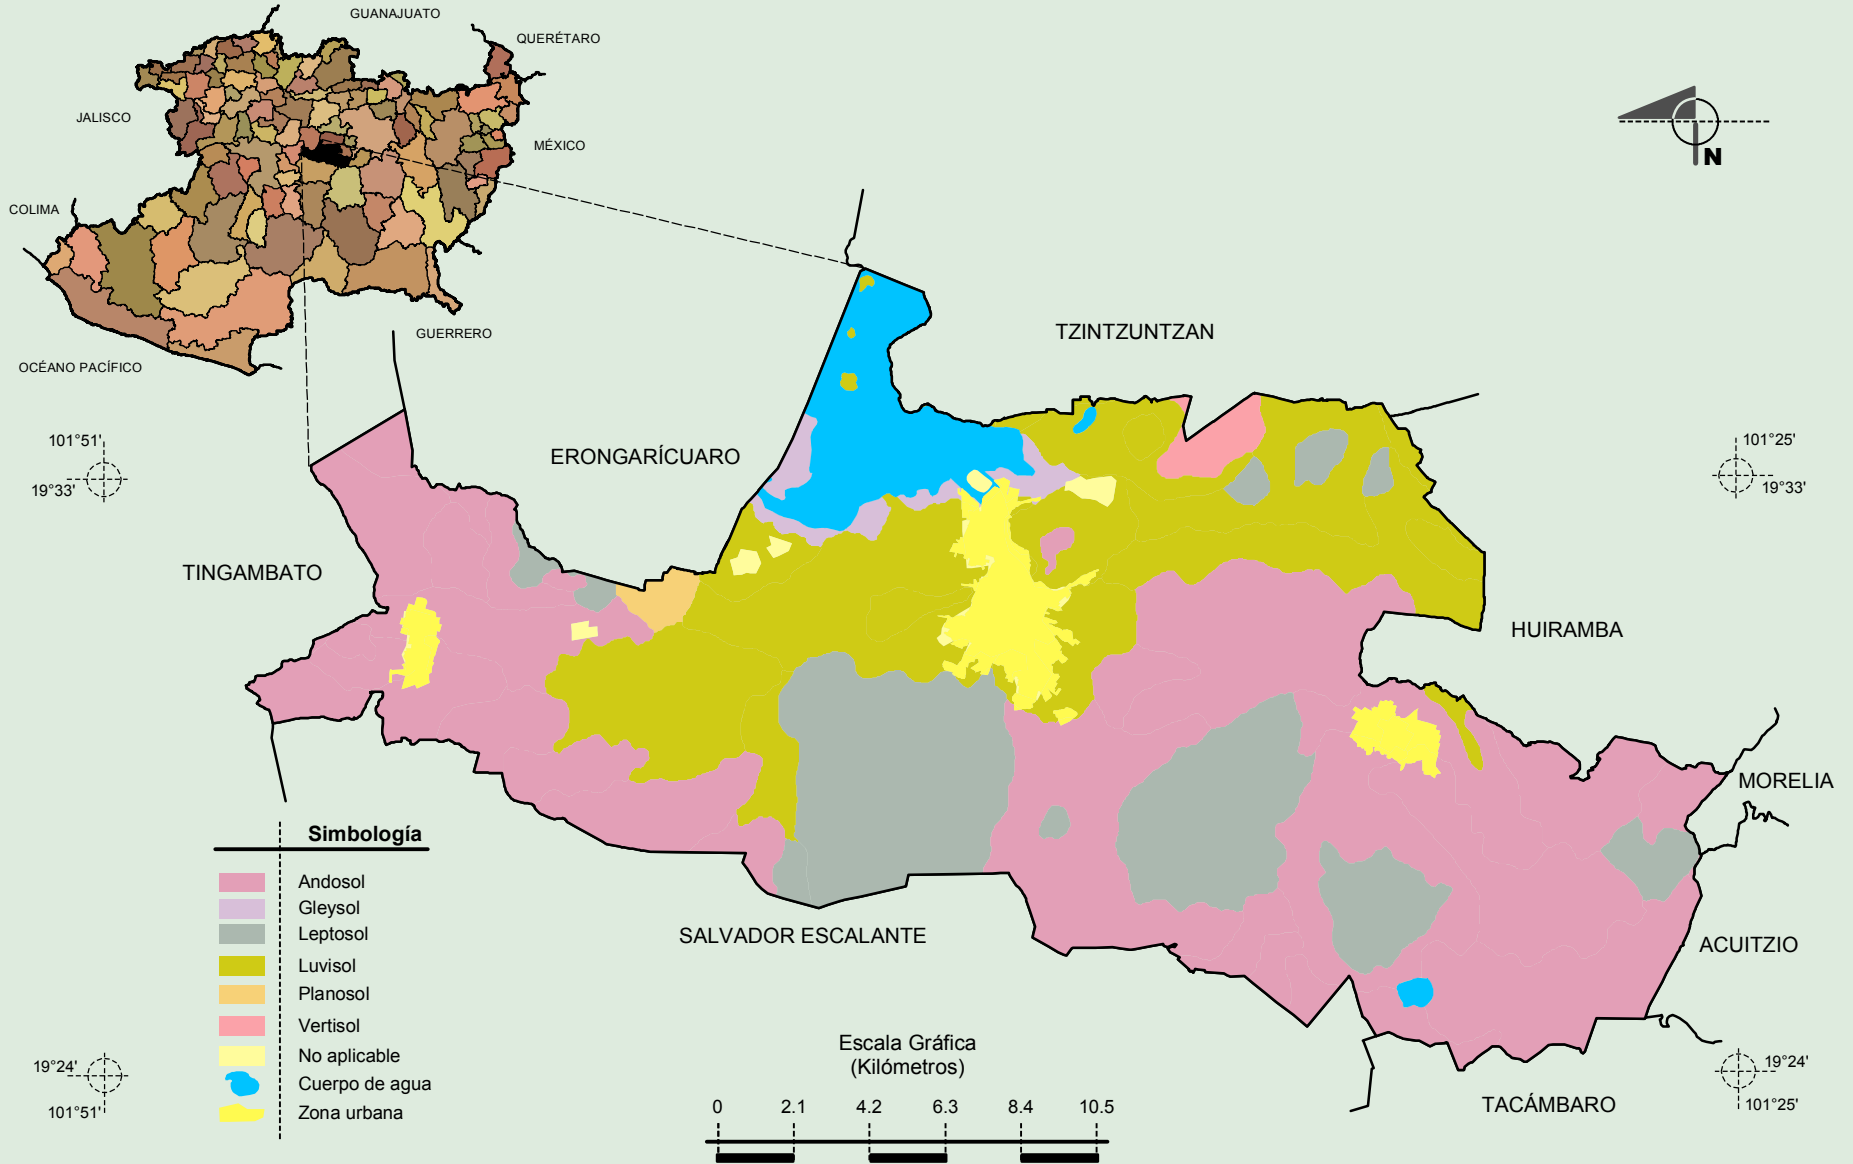 GUANAJUATO
QUERÉTARO
JALISCO
MÉXICO
N
COLIMA
GUERRERO
OCÉANO PACÍFICO
TZINTZUNTZAN
101°51'
19°33'
ERONGARÍCUARO
101°25'
19°33'
TINGAMBATO
HUIRAMBA
MORELIA
SALVADOR ESCALANTE
ACUITZIO
TACÁMBARO
Simbología
Andosol
Gleysol
Leptosol
Luvisol
Planosol
Vertisol
No aplicable
Cuerpo de agua
Zona urbana
19°24'
101°51'
Escala Gráfica
(Kilómetros)
0 2.1 4.2 6.3 8.4 10.5
19°24'
101°25'